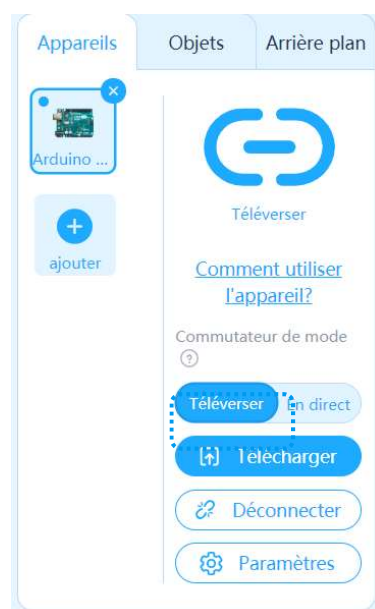 Appareils
Objets
Arrière plan
Arduino ...
ajouter
Téléverser
Comment utiliser
l'appareil?
Commutateur de mode
?
Téléverser
En direct
Télécharger
Déconnecter
Paramètres